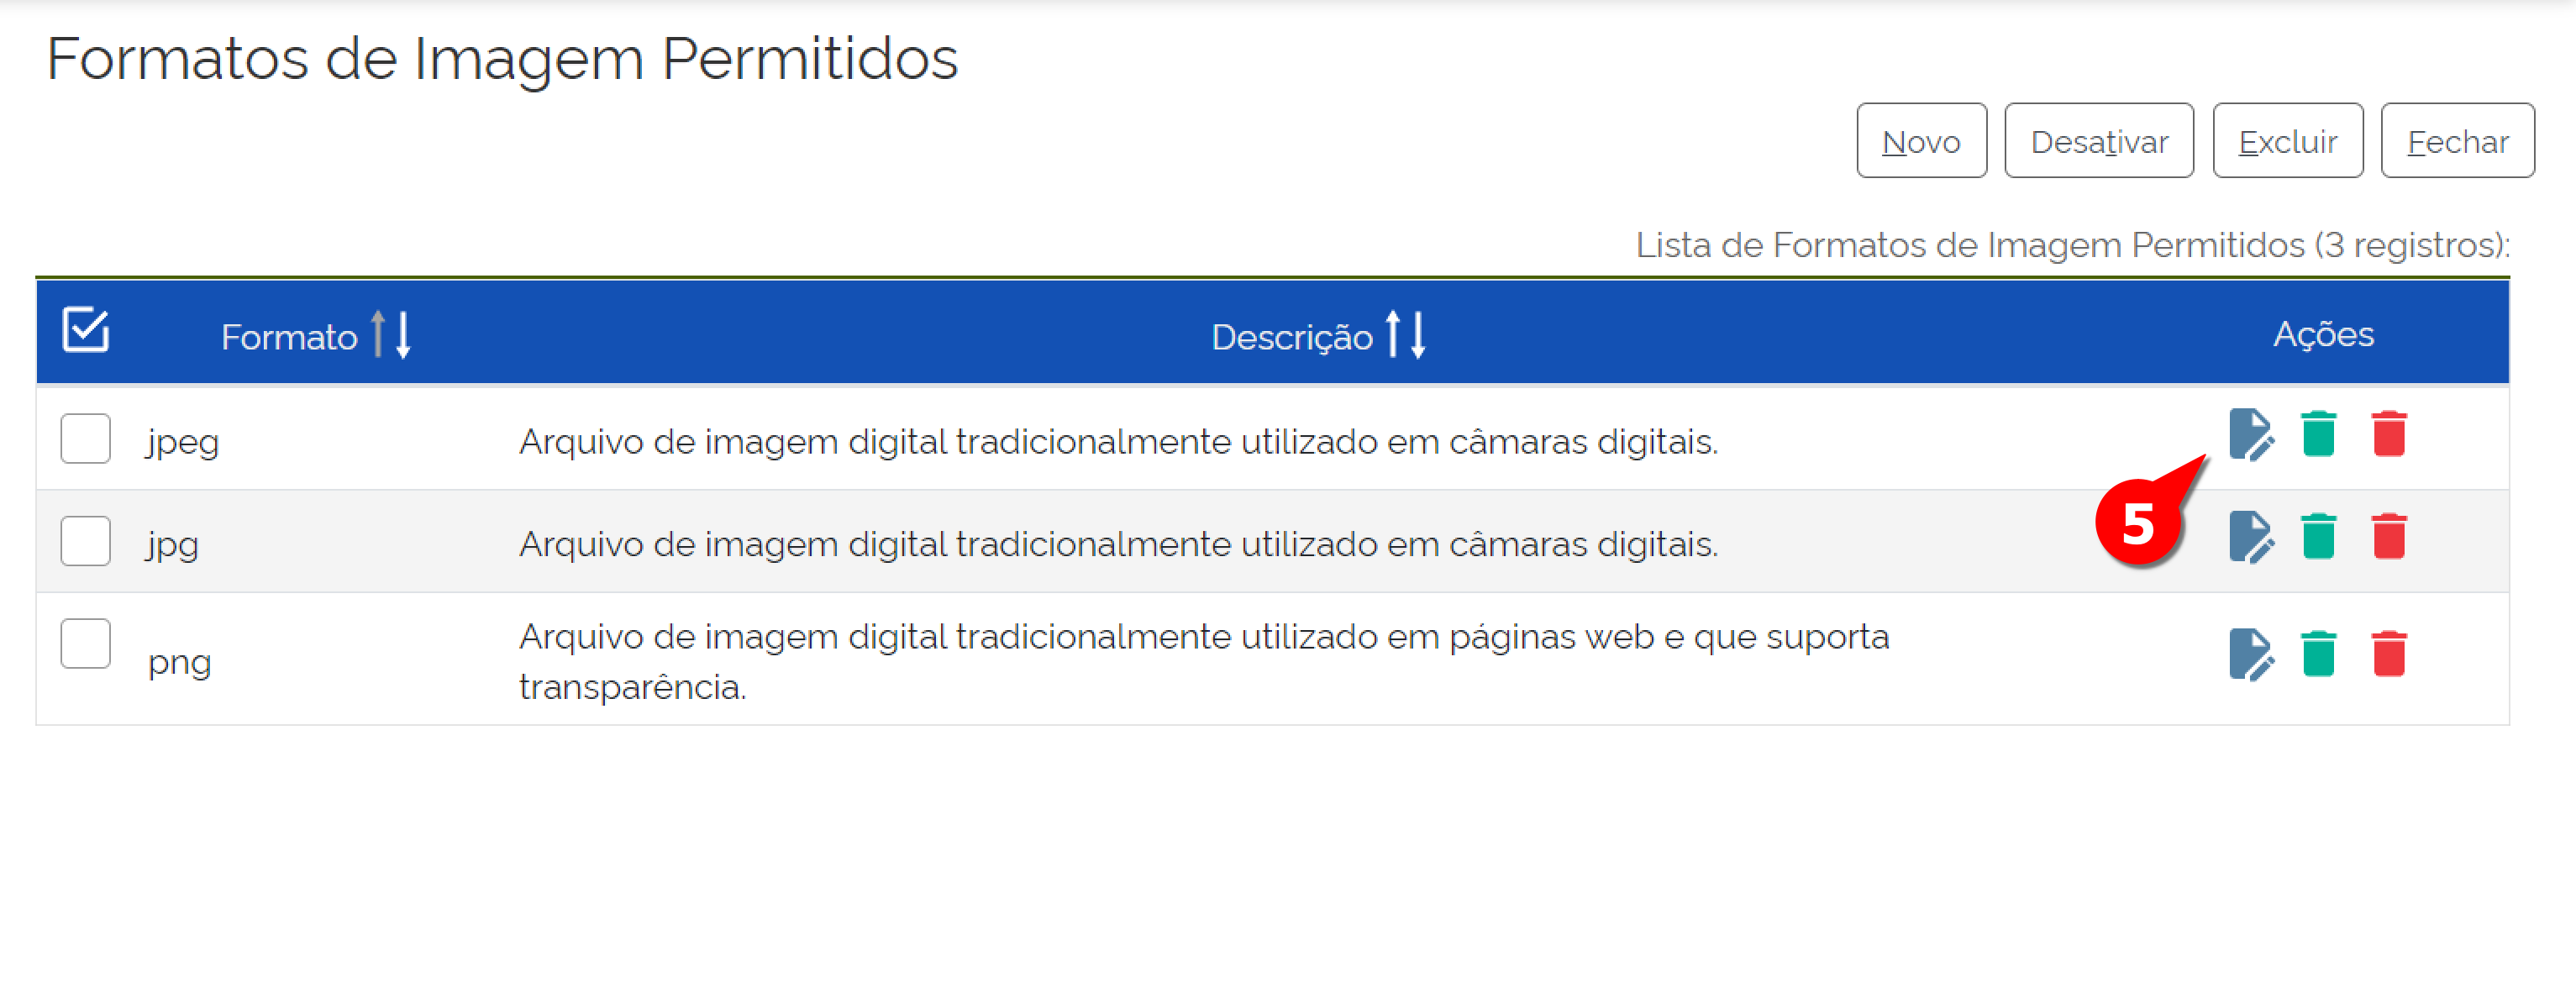 Formatos de Imagem Permitidos
Novo Desativar Excluir Fechar
Lista de Formatos de Imagem Permitidos (3 registros):
Formato Descrição Ações
jpeg Arquivo de imagem digital tradicionalmente utilizado em câmaras digitais.
5
jpg Arquivo de imagem digital tradicionalmente utilizado em câmaras digitais.
png Arquivo de imagem digital tradicionalmente utilizado em páginas web e que suporta
transparência.